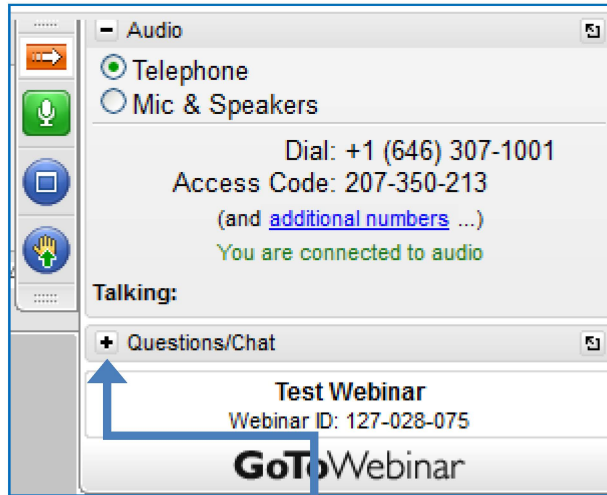 Audio
Telephone
Mic & Speakers
Dial: +1 (646) 307-1001
Access Code: 207-350-213
(and additional numbers ...)
You are connected to audio
Talking:
Questions/Chat
Test Webinar
Webinar ID: 127-028-075
GoToWebinar